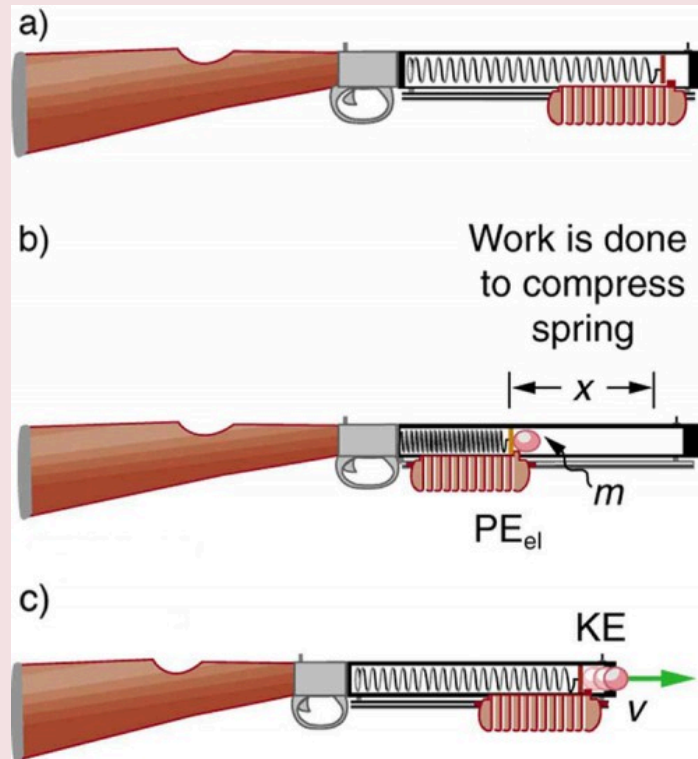 a)
b)
Work is done
to compress
spring
x
m
PEel
c)
KE
v